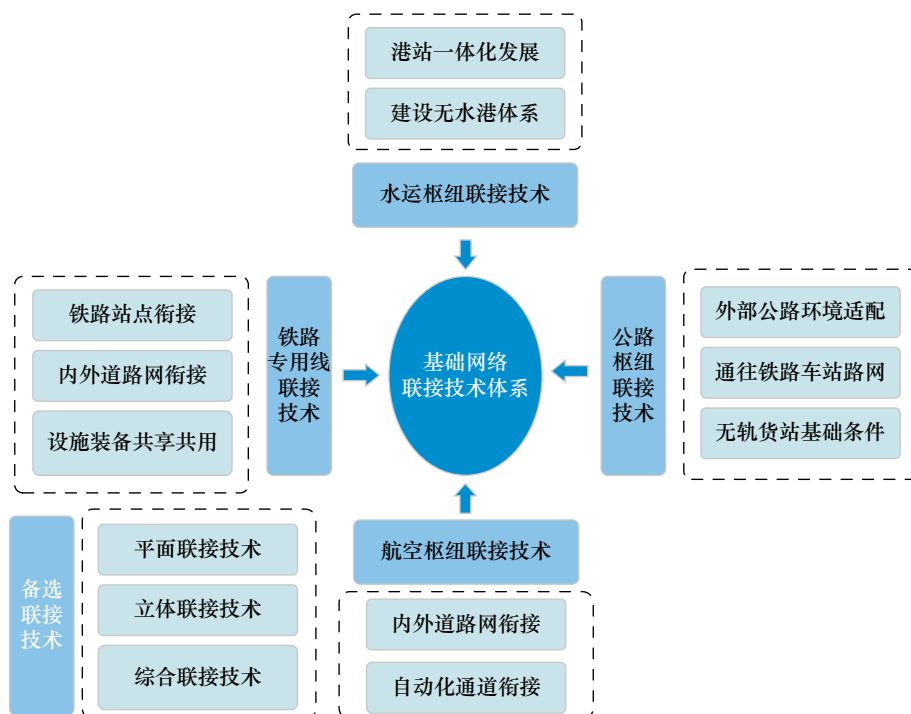 港站一体化发展
建设无水港体系
水运枢纽联接技术
铁路站点衔接
内外道路网衔接
设施装备共享共用
铁路
专用线
联接
技术
基础网络
联接技术体系
公路
枢纽
联接
技术
外部公路环境适配
通往铁路车站路网
无轨货站基础条件
备选
联接
技术
平面联接技术
立体联接技术
综合联接技术
航空枢纽联接技术
内外道路网衔接
自动化通道衔接